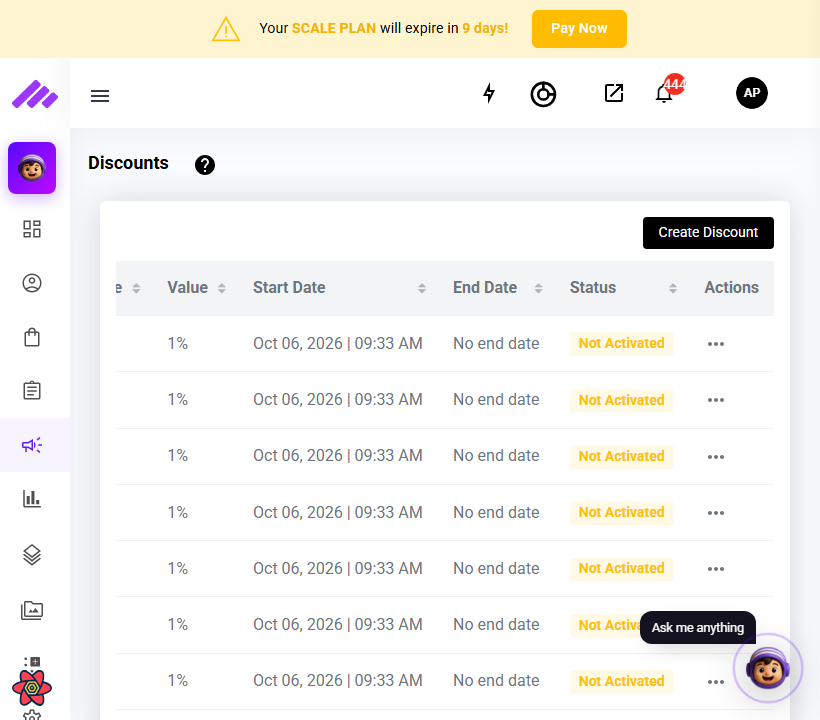 Your SCALE PLAN will expire in 9 days!
Pay Now
444
AP
Discounts
?
Create Discount
e Value Start Date End Date Status Actions
1% Oct 06, 2026 | 09:33 AM No end date Not Activated
1% Oct 06, 2026 | 09:33 AM No end date Not Activated
1% Oct 06, 2026 | 09:33 AM No end date Not Activated
1% Oct 06, 2026 | 09:33 AM No end date Not Activated
1% Oct 06, 2026 | 09:33 AM No end date Not Activated
1% Oct 06, 2026 | 09:33 AM No end date Not
Ask me anything
1% Oct 06, 2026 | 09:33 AM No end date Not Activated